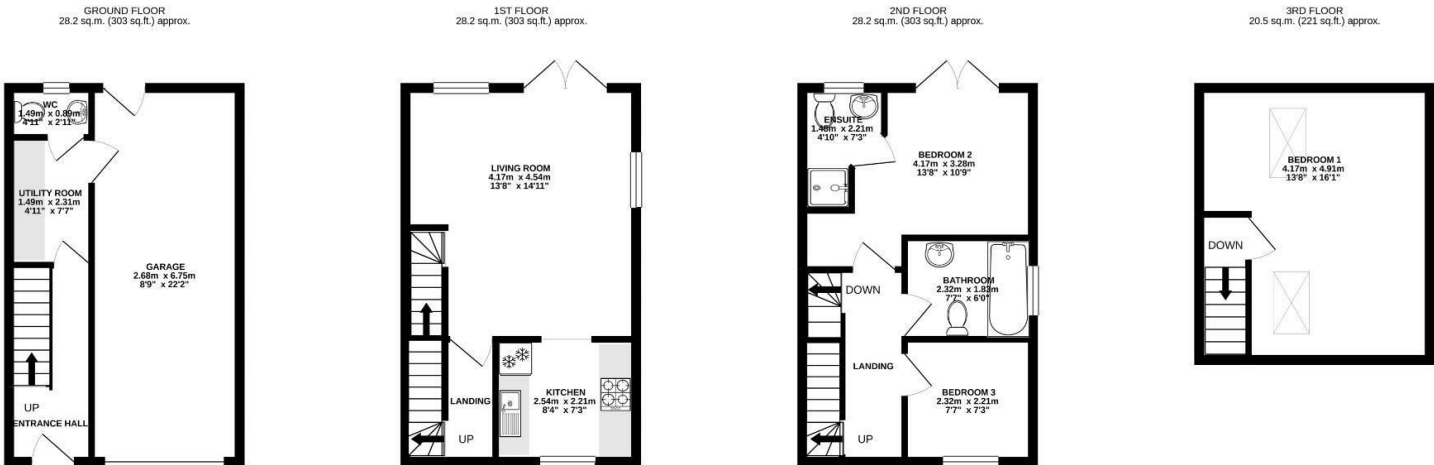 GROUND FLOOR
28.2 sq.m. (303 sq.ft.) approx.
WC
1.49m x 0.89m
4'11" x 2'11"
UTILITY ROOM
1.49m x 2.31m
4'11" x 7'7"
GARAGE
2.68m x 6.75m
8'9" x 22'2"
UP
ENTRANCE HALL
1ST FLOOR
28.2 sq.m. (303 sq.ft.) approx.
LIVING ROOM
4.17m x 4.54m
13'8" x 14'11"
KITCHEN
2.54m x 2.21m
8'4" x 7'3"
LANDING
UP
2ND FLOOR
28.2 sq.m. (303 sq.ft.) approx.
ENSUITE
1.48m x 2.21m
4'10" x 7'3"
BEDROOM 2
4.17m x 3.28m
13'8" x 10'9"
BATHROOM
2.32m x 1.83m
7'7" x 6'0"
DOWN
LANDING
BEDROOM 3
2.32m x 2.21m
7'7" x 7'3"
UP
3RD FLOOR
20.5 sq.m. (221 sq.ft.) approx.
BEDROOM 1
4.17m x 4.91m
13'8" x 16'1"
DOWN